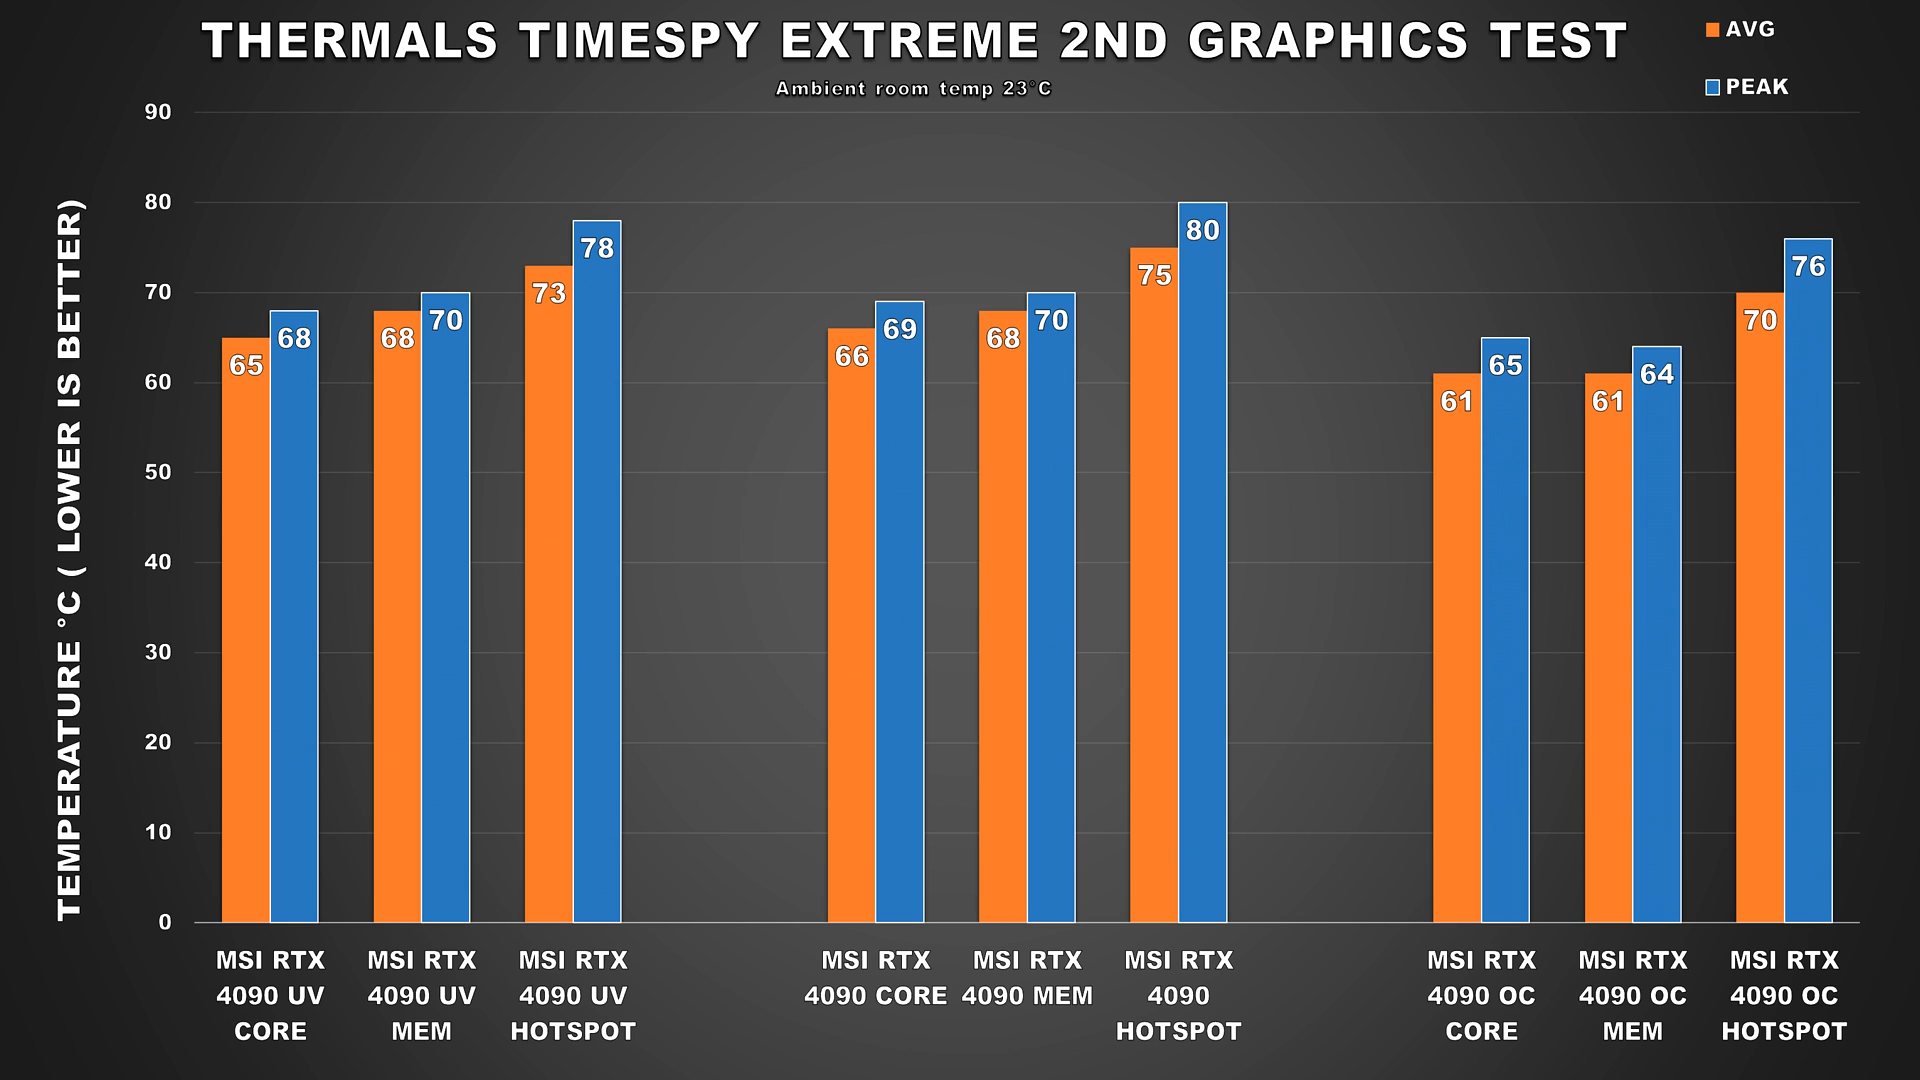 THERMALS TIMESPY EXTREME 2ND GRAPHICS TEST
Ambient room temp 23°C
AVG
PEAK
TEMPERATURE °C ( LOWER IS BETTER)
90
80
70
60
50
40
30
20
10
0
65 68 68 70 73 78
66 69 68 70 75 80
61 65 61 64 70 76
MSI RTX
4090 UV
CORE
MSI RTX
4090 UV
MEM
MSI RTX
4090 UV
HOTSPOT
MSI RTX
4090 CORE
MSI RTX
4090 MEM
MSI RTX
4090
HOTSPOT
MSI RTX
4090 OC
CORE
MSI RTX
4090 OC
MEM
MSI RTX
4090 OC
HOTSPOT